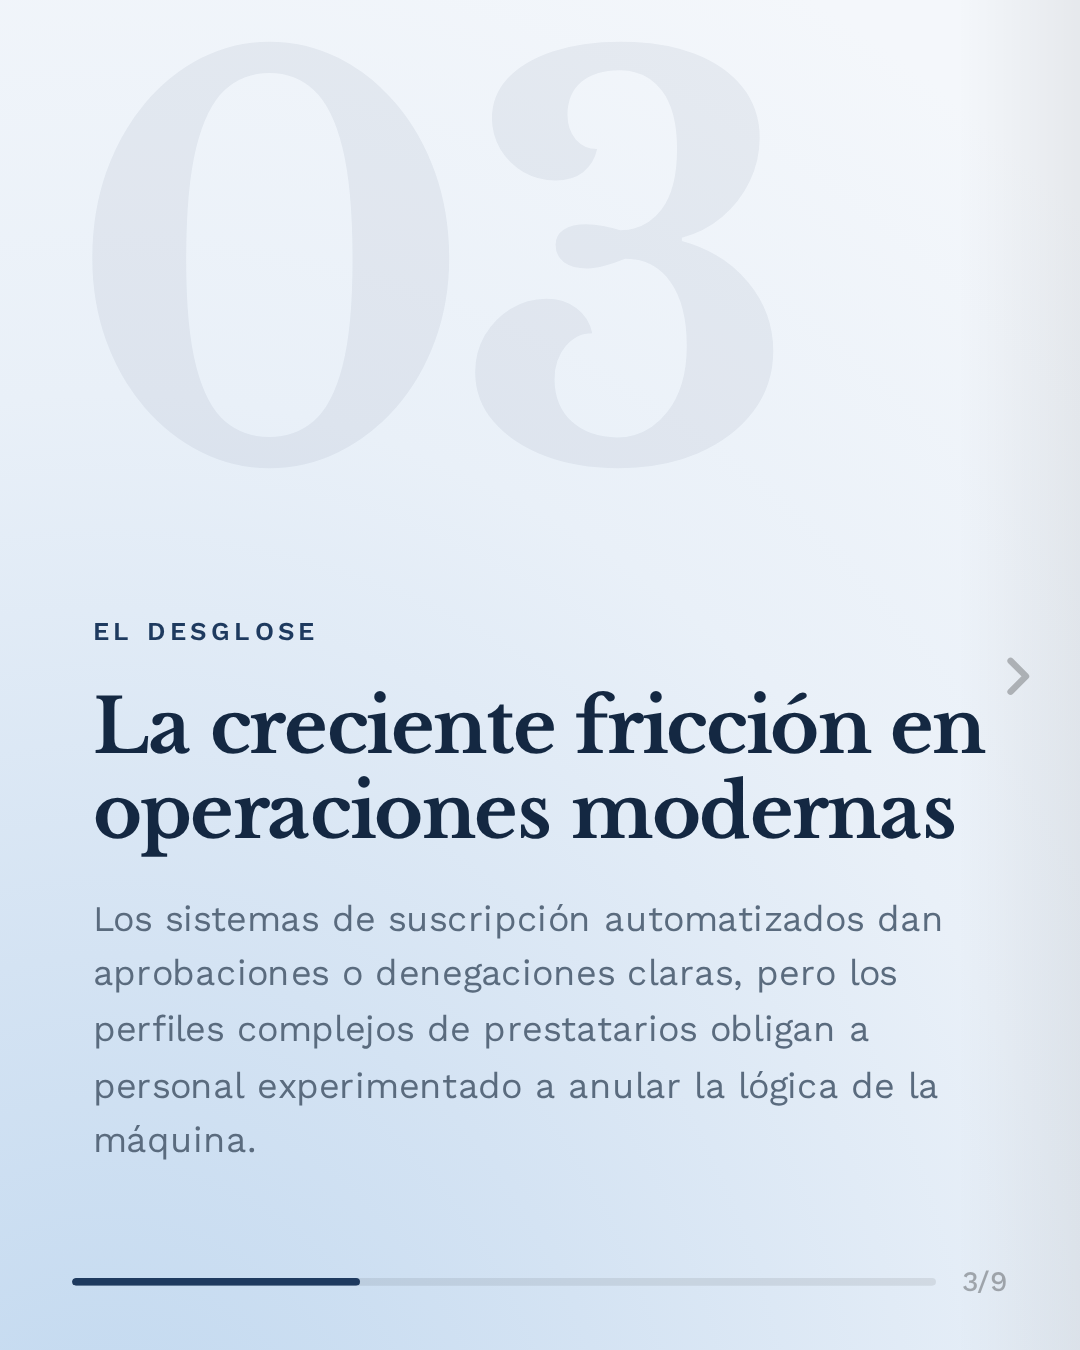 03
EL DESGLOSE
La creciente fricción en
operaciones modernas
Los sistemas de suscripción automatizados dan
aprobaciones o denegaciones claras, pero los
perfiles complejos de prestatarios obligan a
personal experimentado a anular la lógica de la
máquina.
3/9